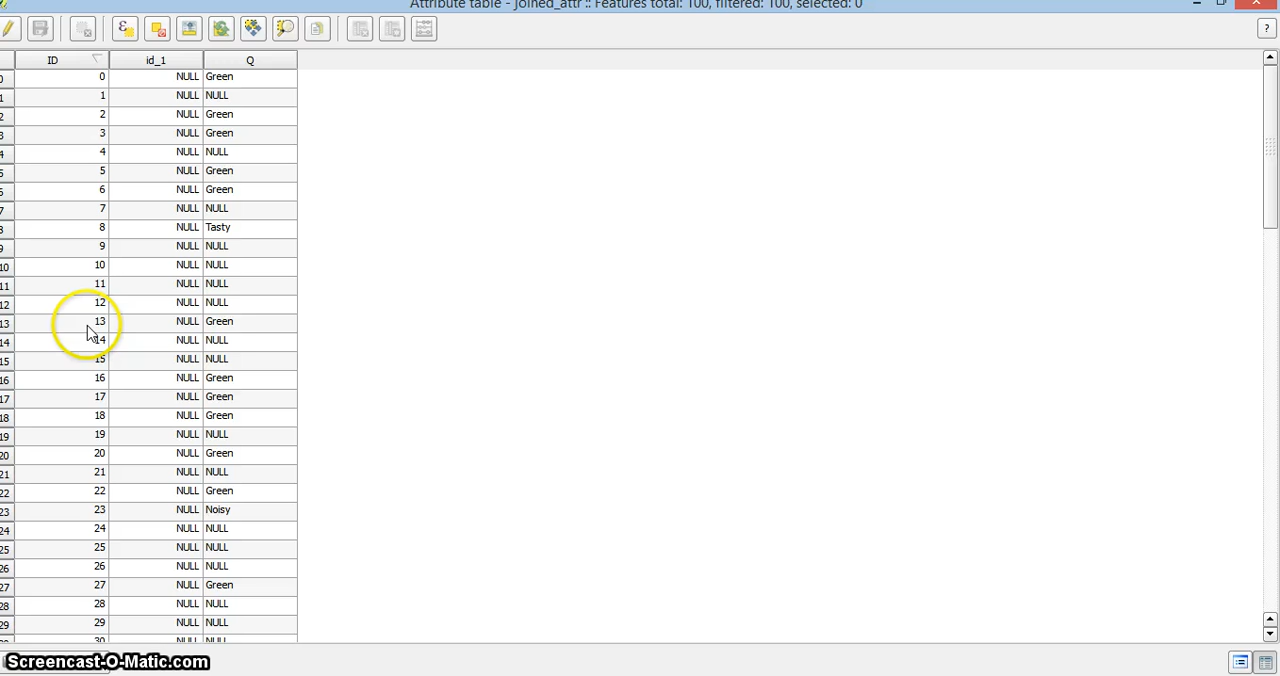 Attribute table - joined_attr :: Features total: 100, filtered: 100, selected: 0
ε
?
ID id_1 Q
0 0 NULL Green
1 1 NULL NULL
2 2 NULL Green
3 3 NULL Green
4 4 NULL NULL
5 5 NULL Green
6 6 NULL Green
7 7 NULL NULL
8 8 NULL Tasty
9 9 NULL NULL
10 10 NULL NULL
11 11 NULL NULL
12 12 NULL NULL
13 13 NULL Green
14 14 NULL NULL
15 15 NULL NULL
16 16 NULL Green
17 17 NULL Green
18 18 NULL Green
19 19 NULL NULL
20 20 NULL Green
21 21 NULL NULL
22 22 NULL Green
23 23 NULL Noisy
24 24 NULL NULL
25 25 NULL NULL
26 26 NULL NULL
27 27 NULL Green
28 28 NULL NULL
29 29 NULL NULL
30 NULL NULL
Screencast-O-Matic.com